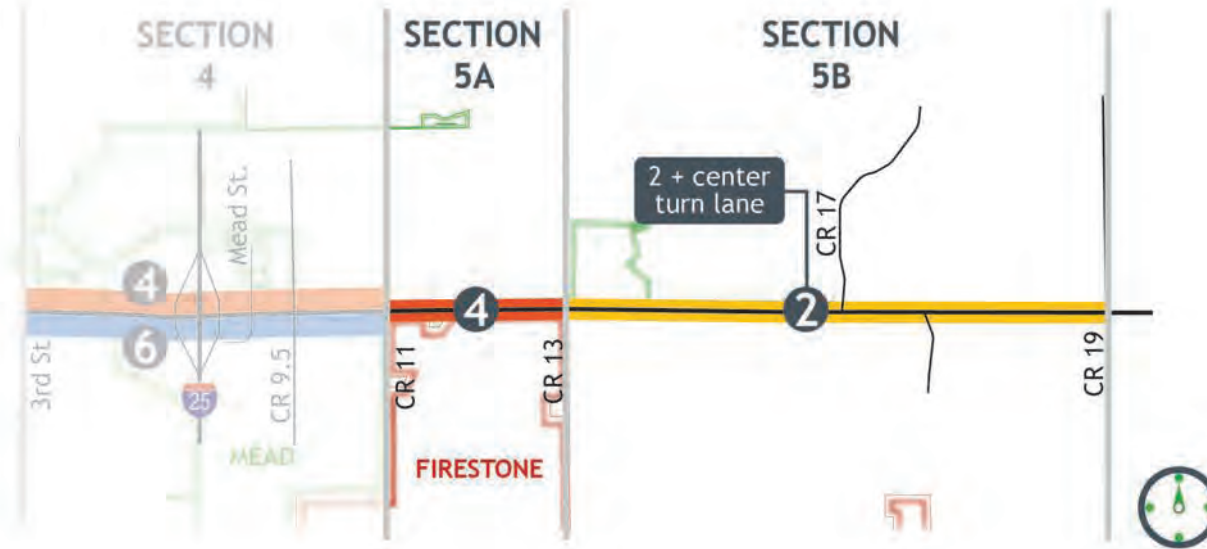 SECTION
4
SECTION
5A
SECTION
5B
2 + center
turn lane
Mead St.
CR 17
4
4
2
6
3rd St
25
CR 9.5
CR 11
CR 13
CR 19
MEAD
FIRESTONE